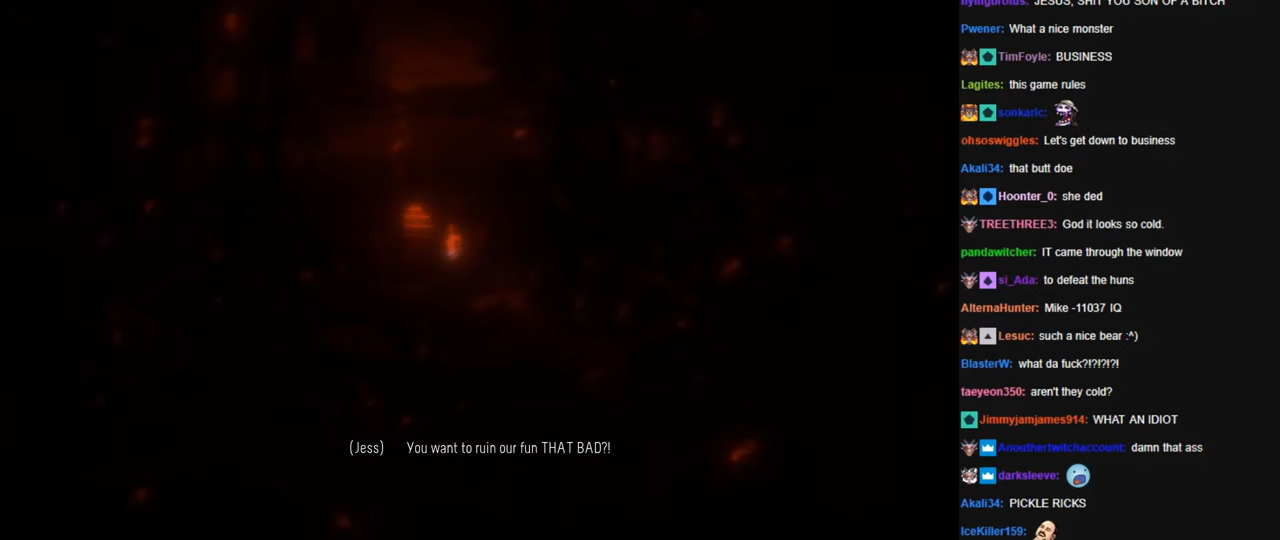 JESUS, SHIT YOU SON OF A BITCH
Pwener: What a nice monster
TimFoyle: BUSINESS
Lagites: this game rules
sonkaric:
ohsoswiggles: Let's get down to business
Akali34: that butt doe
Hoonter_0: she ded
TREETHREE3: God it looks so cold.
pandawitcher: IT came through the window
si_Ada: to defeat the huns
AlternaHunter: Mike -11037 IQ
Lesuc: such a nice bear :^)
BlasterW: what da fuck?!?!?!?!
taeyeon350: aren't they cold?
Jimmyjamjames914: WHAT AN IDIOT
Anouthertwitchaccount: damn that ass
darksleeve:
Akali34: PICKLE RICKS
IceKiller159:
(Jess) You want to ruin our fun THAT BAD?!